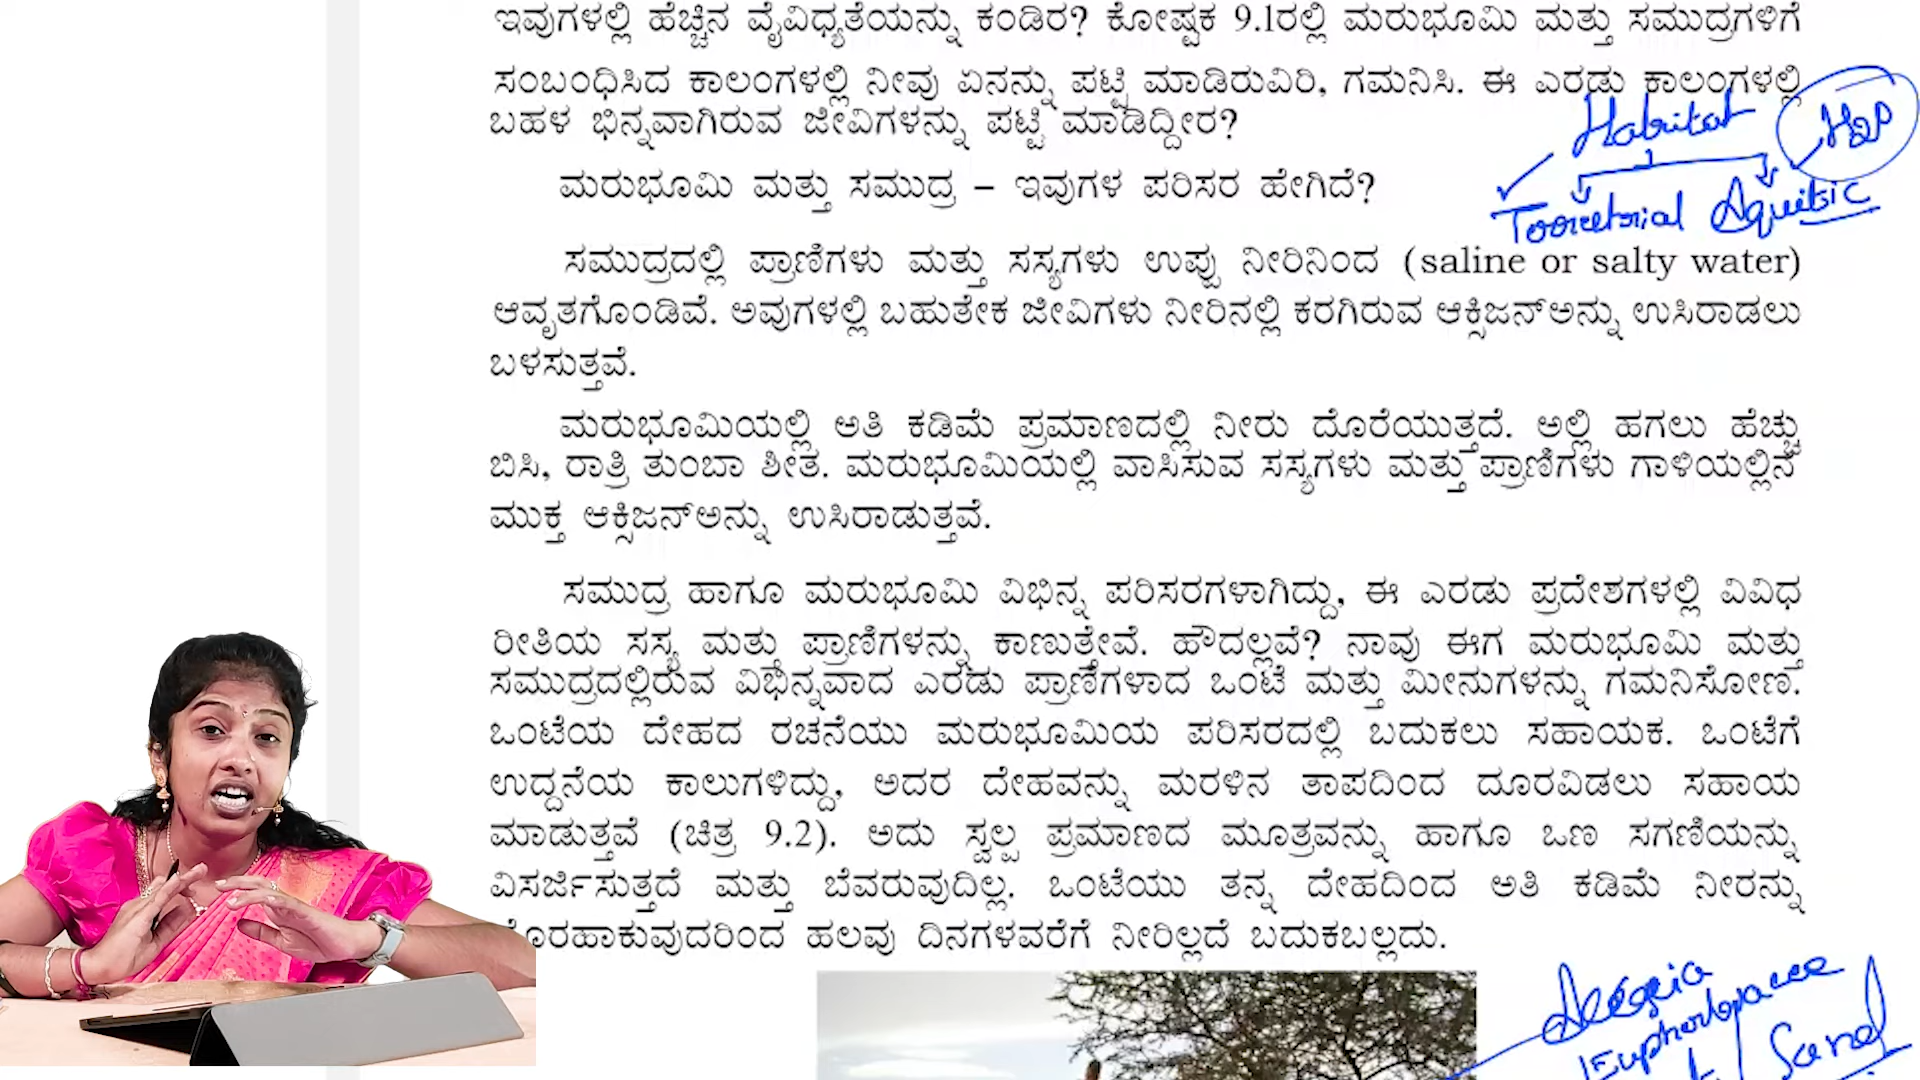 ಇವುಗಳಲ್ಲಿ ಹೆಚ್ಚಿನ ವೈವಿಧ್ಯತೆಯನ್ನು ಕಂಡಿರ? ಕೋಷ್ಟಕ 9.1ರಲ್ಲಿ ಮರುಭೂಮಿ ಮತ್ತು ಸಮುದ್ರಗಳಿಗೆ
ಸಂಬಂಧಿಸಿದ ಕಾಲಂಗಳಲ್ಲಿ ನೀವು ಏನನ್ನು ಪಟ್ಟಿ ಮಾಡಿರುವಿರಿ, ಗಮನಿಸಿ. ಈ ಎರಡು ಕಾಲಂಗಳಲ್ಲಿ
ಬಹಳ ಭಿನ್ನವಾಗಿರುವ ಜೀವಿಗಳನ್ನು ಪಟ್ಟಿ ಮಾಡಿದ್ದೀರ?
Habitat
ಮರುಭೂಮಿ ಮತ್ತು ಸಮುದ್ರ – ಇವುಗಳ ಪರಿಸರ ಹೇಗಿದೆ?
ಸಮುದ್ರದಲ್ಲಿ ಪ್ರಾಣಿಗಳು ಮತ್ತು ಸಸ್ಯಗಳು ಉಪ್ಪು ನೀರಿನಿಂದ (saline or salty water)
ಆವೃತಗೊಂಡಿವೆ. ಅವುಗಳಲ್ಲಿ ಬಹುತೇಕ ಜೀವಿಗಳು ನೀರಿನಲ್ಲಿ ಕರಗಿರುವ ಆಕ್ಸಿಜನ್‌ಅನ್ನು ಉಸಿರಾಡಲು
ಬಳಸುತ್ತವೆ.
ಮರುಭೂಮಿಯಲ್ಲಿ ಅತಿ ಕಡಿಮೆ ಪ್ರಮಾಣದಲ್ಲಿ ನೀರು ದೊರೆಯುತ್ತದೆ. ಅಲ್ಲಿ ಹಗಲು ಹೆಚ್ಚು
ಬಿಸಿ, ರಾತ್ರಿ ತುಂಬಾ ಶೀತ. ಮರುಭೂಮಿಯಲ್ಲಿ ವಾಸಿಸುವ ಸಸ್ಯಗಳು ಮತ್ತು ಪ್ರಾಣಿಗಳು ಗಾಳಿಯಲ್ಲಿನ
ಮುಕ್ತ ಆಕ್ಸಿಜನ್‌ಅನ್ನು ಉಸಿರಾಡುತ್ತವೆ.
ಸಮುದ್ರ ಹಾಗೂ ಮರುಭೂಮಿ ವಿಭಿನ್ನ ಪರಿಸರಗಳಾಗಿದ್ದು, ಈ ಎರಡು ಪ್ರದೇಶಗಳಲ್ಲಿ ವಿವಿಧ
ರೀತಿಯ ಸಸ್ಯ ಮತ್ತು ಪ್ರಾಣಿಗಳನ್ನು ಕಾಣುತ್ತೇವೆ. ಹೌದಲ್ಲವೆ? ನಾವು ಈಗ ಮರುಭೂಮಿ ಮತ್ತು
ಸಮುದ್ರದಲ್ಲಿರುವ ವಿಭಿನ್ನವಾದ ಎರಡು ಪ್ರಾಣಿಗಳಾದ ಒಂಟೆ ಮತ್ತು ಮೀನುಗಳನ್ನು ಗಮನಿಸೋಣ.
ಒಂಟೆಯ ದೇಹದ ರಚನೆಯು ಮರುಭೂಮಿಯ ಪರಿಸರದಲ್ಲಿ ಬದುಕಲು ಸಹಾಯಕ. ಒಂಟೆಗೆ
ಉದ್ದನೆಯ ಕಾಲುಗಳಿದ್ದು, ಅದರ ದೇಹವನ್ನು ಮರಳಿನ ತಾಪದಿಂದ ದೂರವಿಡಲು ಸಹಾಯ
ಮಾಡುತ್ತವೆ (ಚಿತ್ರ 9.2). ಅದು ಸ್ವಲ್ಪ ಪ್ರಮಾಣದ ಮೂತ್ರವನ್ನು ಹಾಗೂ ಒಣ ಸಗಣಿಯನ್ನು
ವಿಸರ್ಜಿಸುತ್ತದೆ ಮತ್ತು ಬೆವರುವುದಿಲ್ಲ. ಒಂಟೆಯು ತನ್ನ ದೇಹದಿಂದ ಅತಿ ಕಡಿಮೆ ನೀರನ್ನು
ಹೊರಹಾಕುವುದರಿಂದ ಹಲವು ದಿನಗಳವರೆಗೆ ನೀರಿಲ್ಲದೆ ಬದುಕಬಲ್ಲದು.
Sand